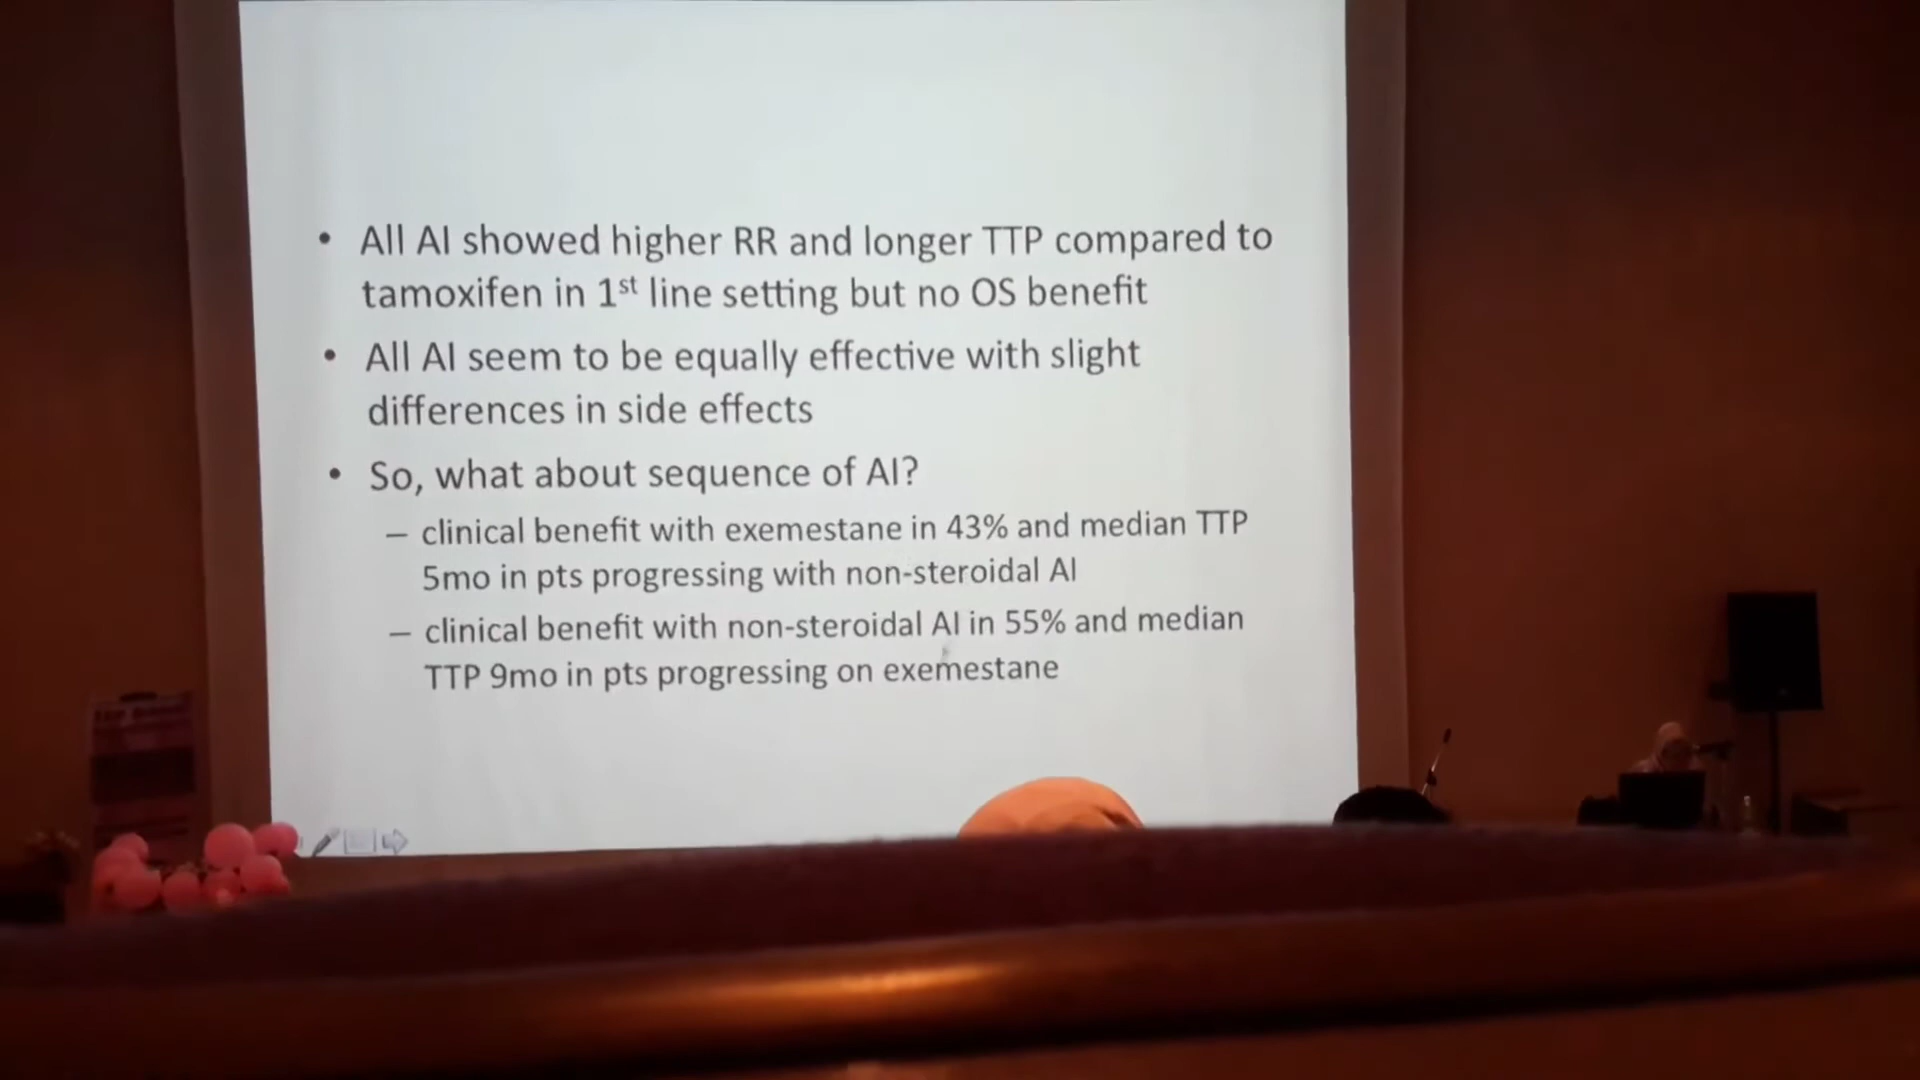 • All AI showed higher RR and longer TTP compared to
tamoxifen in 1st line setting but no OS benefit
• All AI seem to be equally effective with slight
differences in side effects
• So, what about sequence of AI?
– clinical benefit with exemestane in 43% and median TTP
5mo in pts progressing with non-steroidal AI
– clinical benefit with non-steroidal AI in 55% and median
TTP 9mo in pts progressing on exemestane